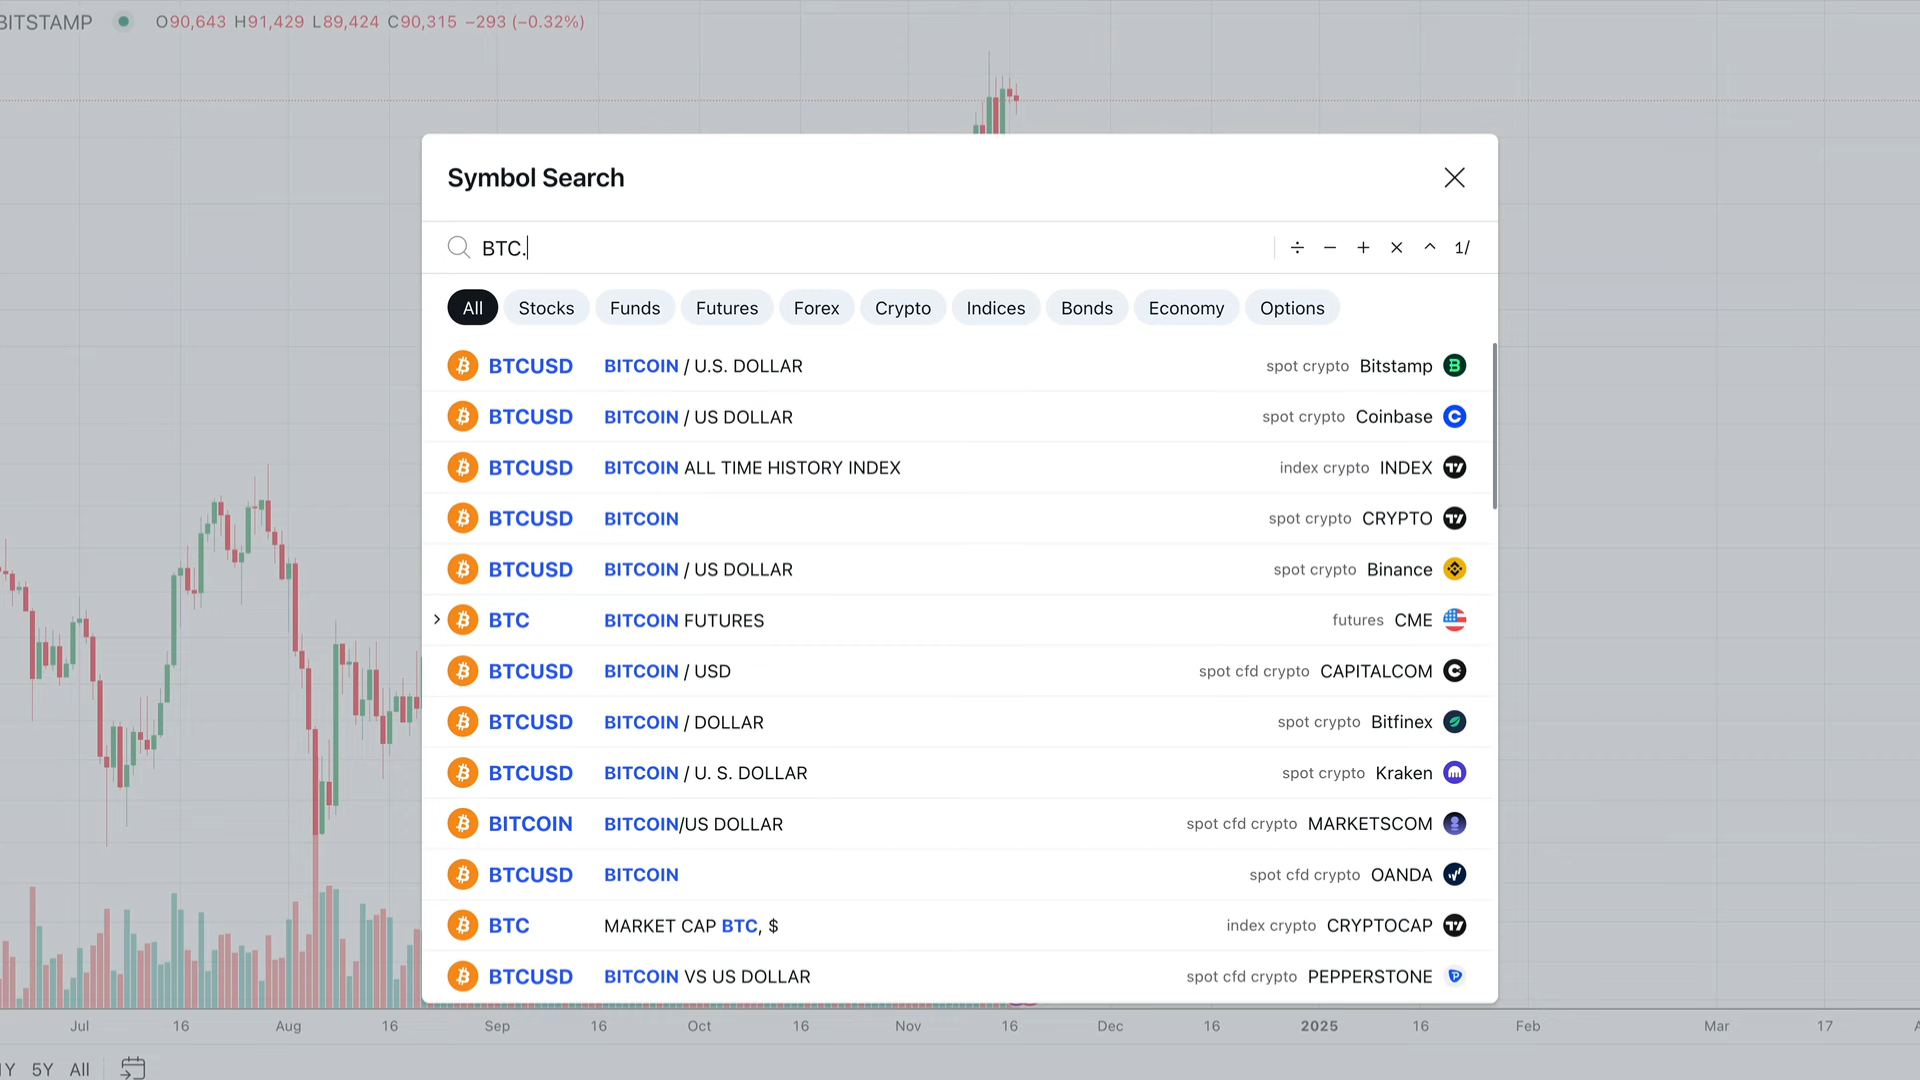 BITSTAMP O90,643 H91,429 L89,424 C90,315 −293 (−0.32%)
Symbol Search
BTC. ÷ − + × ^ 1/
All Stocks Funds Futures Forex Crypto Indices Bonds Economy Options
BTCUSD BITCOIN / U.S. DOLLAR spot crypto Bitstamp
BTCUSD BITCOIN / US DOLLAR spot crypto Coinbase
BTCUSD BITCOIN ALL TIME HISTORY INDEX index crypto INDEX
BTCUSD BITCOIN spot crypto CRYPTO
BTCUSD BITCOIN / US DOLLAR spot crypto Binance
BTC BITCOIN FUTURES futures CME
BTCUSD BITCOIN / USD spot cfd crypto CAPITALCOM
BTCUSD BITCOIN / DOLLAR spot crypto Bitfinex
BTCUSD BITCOIN / U. S. DOLLAR spot crypto Kraken
BITCOIN BITCOIN/US DOLLAR spot cfd crypto MARKETSCOM
BTCUSD BITCOIN spot cfd crypto OANDA
BTC MARKET CAP BTC, $ index crypto CRYPTOCAP
BTCUSD BITCOIN VS US DOLLAR spot cfd crypto PEPPERSTONE
Jul 16 Aug 16 Sep 16 Oct 16 Nov 16 Dec 16 2025 16 Feb Mar 17
1Y 5Y All